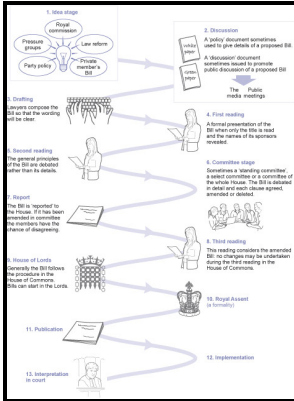 1. Idea stage
Royal
commission
Pressure
groups
Law reform
Party policy
Private
member's
Bill
2. Discussion
white
paper
A 'policy' document sometimes
used to give details of a proposed Bill.
green
paper
A 'discussion' document
sometimes issued to promote
public discussion of a proposed Bill
The Public
media meetings
3. Drafting
Lawyers compose the
Bill so that the wording
will be clear.
4. First reading
A formal presentation of the
Bill when only the title is read
and the names of its sponsors
revealed.
5. Second reading
The general principles
of the Bill are debated
rather than its details.
6. Committee stage
Sometimes a 'standing committee',
a select committee or a committee of
the whole House. The Bill is debated
in detail and each clause agreed,
amended or deleted.
7. Report
The Bill is 'reported' to
the House. If it has been
amended in committee
the members have the
chance of disagreeing.
8. Third reading
This reading considers the amended
Bill; no changes may be undertaken
during the third reading in the
House of Commons.
9. House of Lords
Generally the Bill follows
the procedure in the
House of Commons.
Bills can start in the Lords.
10. Royal Assent
(a formality)
11. Publication
12. Implementation
13. Interpretation
in court